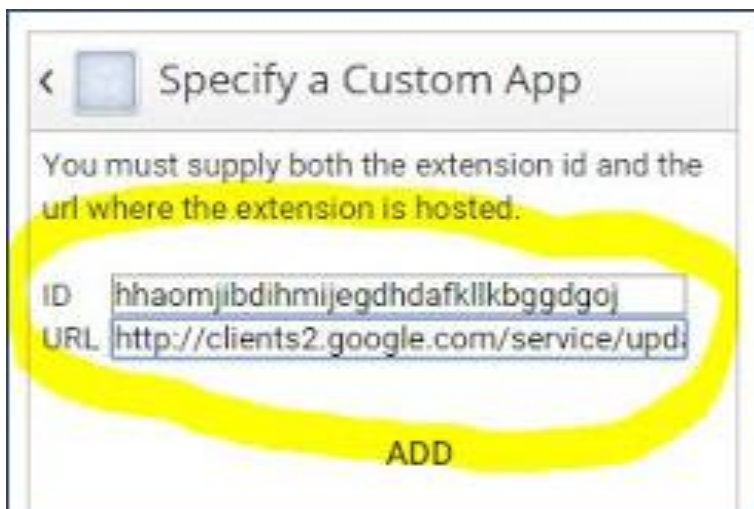 Specify a Custom App
You must supply both the extension id and the
url where the extension is hosted.
ID hhaomjibdihmijegdhdafkllkbggdgoj
URL http://clients2.google.com/service/upda
ADD